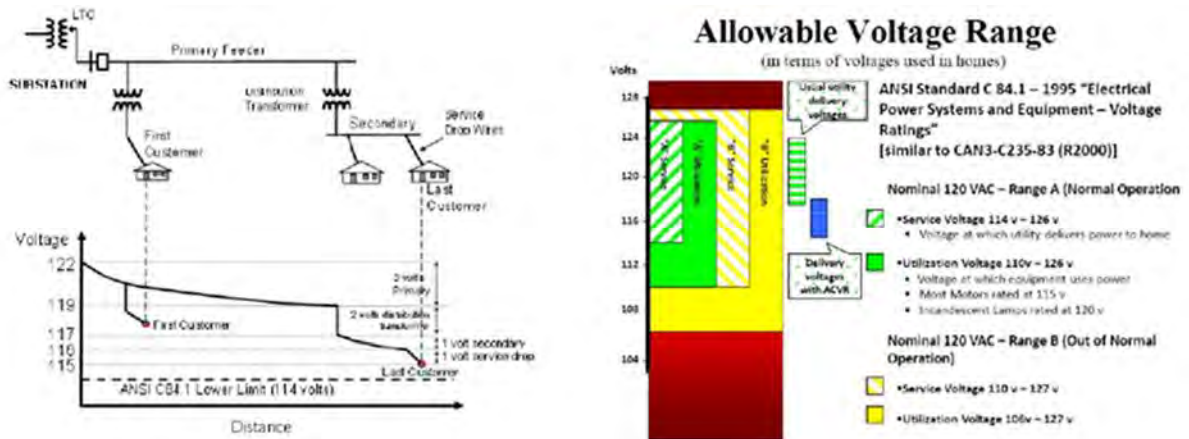 LTC
Primary Feeder
SUBSTATION
Distribution
Transformer
First
Customer
Secondary
Service
Drop Wires
Last
Customer
Voltage
122
119
117
116
115
3 volts
Primary
2 volts distribution
transformer
1 volt secondary
1 volt service drop
First Customer
Last Customer
ANSI C84.1 Lower Limit (114 volts)
Distance
Allowable Voltage Range
(in terms of voltages used in homes)
Volts
128
124
120
116
112
108
104
"A" Service
"A" Utilization
"B" Service
"B" Utilization
Usual utility
delivery
voltages
Delivery
voltages
with ACVR
ANSI Standard C 84.1 – 1995 "Electrical
Power Systems and Equipment – Voltage
Ratings"
[similar to CAN3-C235-83 (R2000)]
Nominal 120 VAC – Range A (Normal Operation
•Service Voltage 114 v – 126 v
• Voltage at which utility delivers power to home
•Utilization Voltage 110v – 126 v
• Voltage at which equipment uses power
• Most Motors rated at 115 v
• Incandescent Lamps rated at 120 v
Nominal 120 VAC – Range B (Out of Normal
Operation)
•Service Voltage 110 v – 127 v
•Utilization Voltage 106v – 127 v